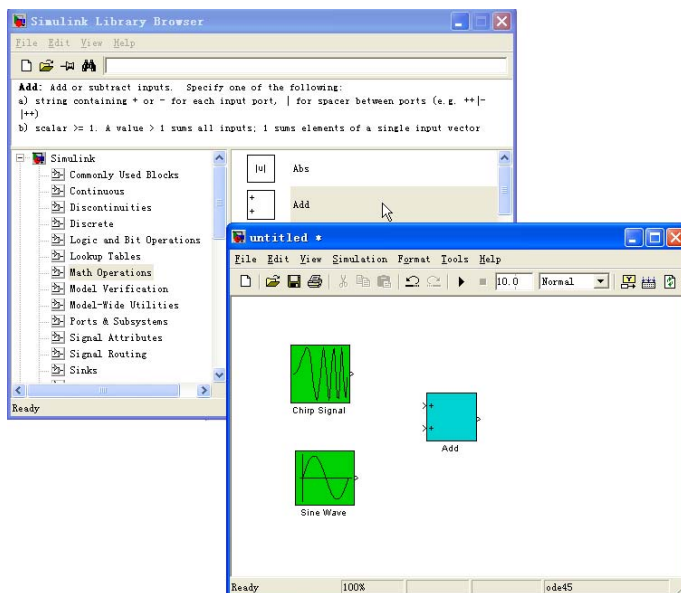 Simulink Library Browser
File Edit View Help
Add: Add or subtract inputs. Specify one of the following:
a) string containing + or - for each input port, | for spacer between ports (e.g. ++|-
|++)
b) scalar >= 1. A value > 1 sums all inputs; 1 sums elements of a single input vector
Simulink
Commonly Used Blocks
Continuous
Discontinuities
Discrete
Logic and Bit Operations
Lookup Tables
Math Operations
Model Verification
Model-Wide Utilities
Ports & Subsystems
Signal Attributes
Signal Routing
Sinks
Ready
|u| Abs
+
+ Add
untitled *
File Edit View Simulation Format Tools Help
10.0 Normal
Chirp Signal
+
+
Add
Sine Wave
Ready 100% ode45